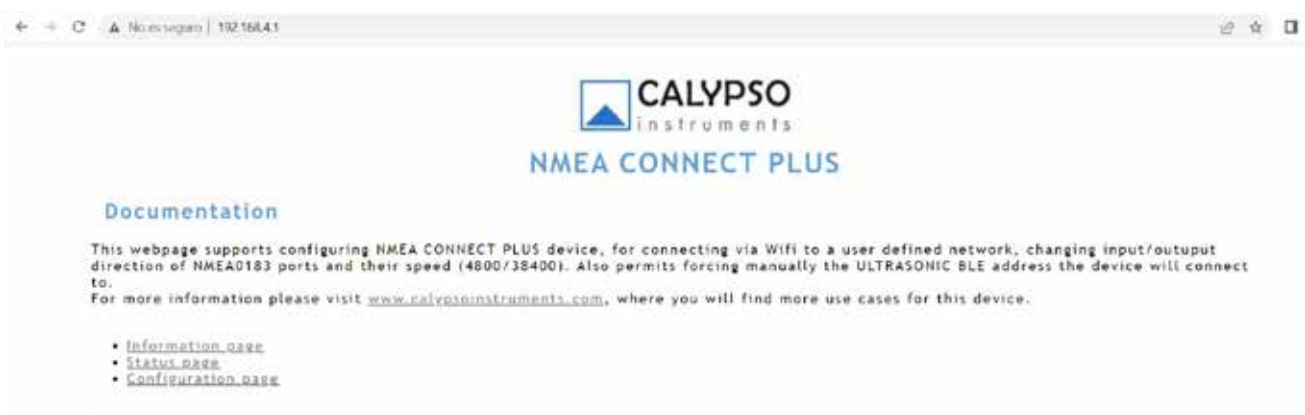 No es seguro | 192.168.4.1
CALYPSO
instruments
NMEA CONNECT PLUS
Documentation
This webpage supports configuring NMEA CONNECT PLUS device, for connecting via Wifi to a user defined network, changing input/outuput
direction of NMEA0183 ports and their speed (4800/38400). Also permits forcing manually the ULTRASONIC BLE address the device will connect
to.
For more information please visit www.calypsoinstruments.com, where you will find more use cases for this device.
• Information page
• Status page
• Configuration page